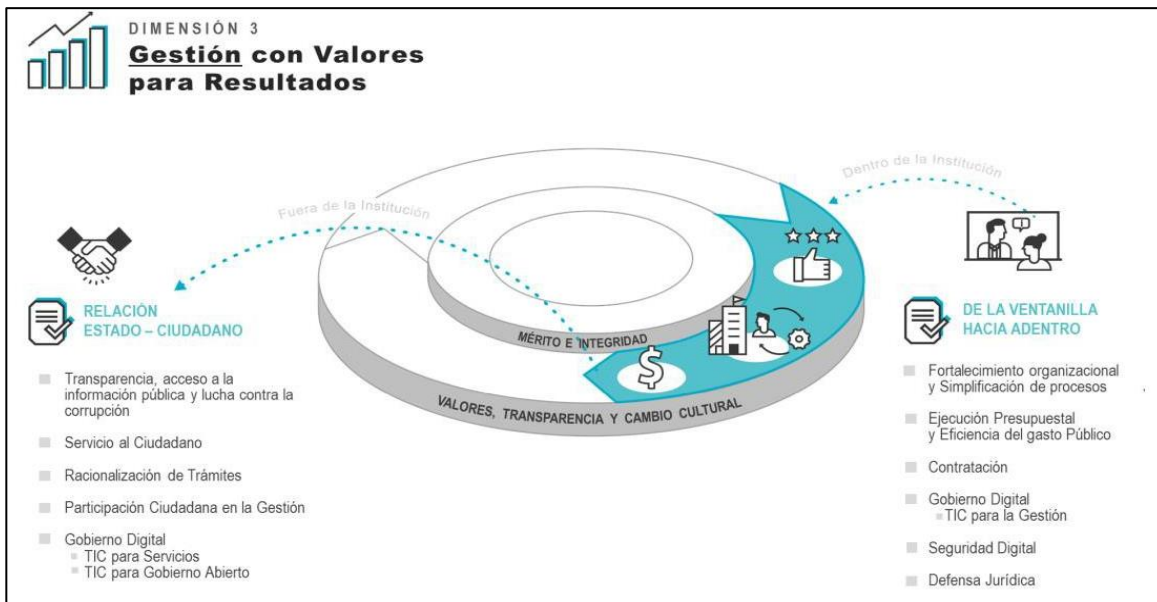 DIMENSIÓN 3
Gestión con Valores
para Resultados
Fuera de la Institución
Dentro de la Institución
RELACIÓN
ESTADO – CIUDADANO
Transparencia, acceso a la
información pública y lucha contra la
corrupción
Servicio al Ciudadano
Racionalización de Trámites
Participación Ciudadana en la Gestión
Gobierno Digital
TIC para Servicios
TIC para Gobierno Abierto
$
MÉRITO E INTEGRIDAD
VALORES, TRANSPARENCIA Y CAMBIO CULTURAL
DE LA VENTANILLA
HACIA ADENTRO
Fortalecimiento organizacional
y Simplificación de procesos
Ejecución Presupuestal
y Eficiencia del gasto Público
Contratación
Gobierno Digital
TIC para la Gestión
Seguridad Digital
Defensa Jurídica